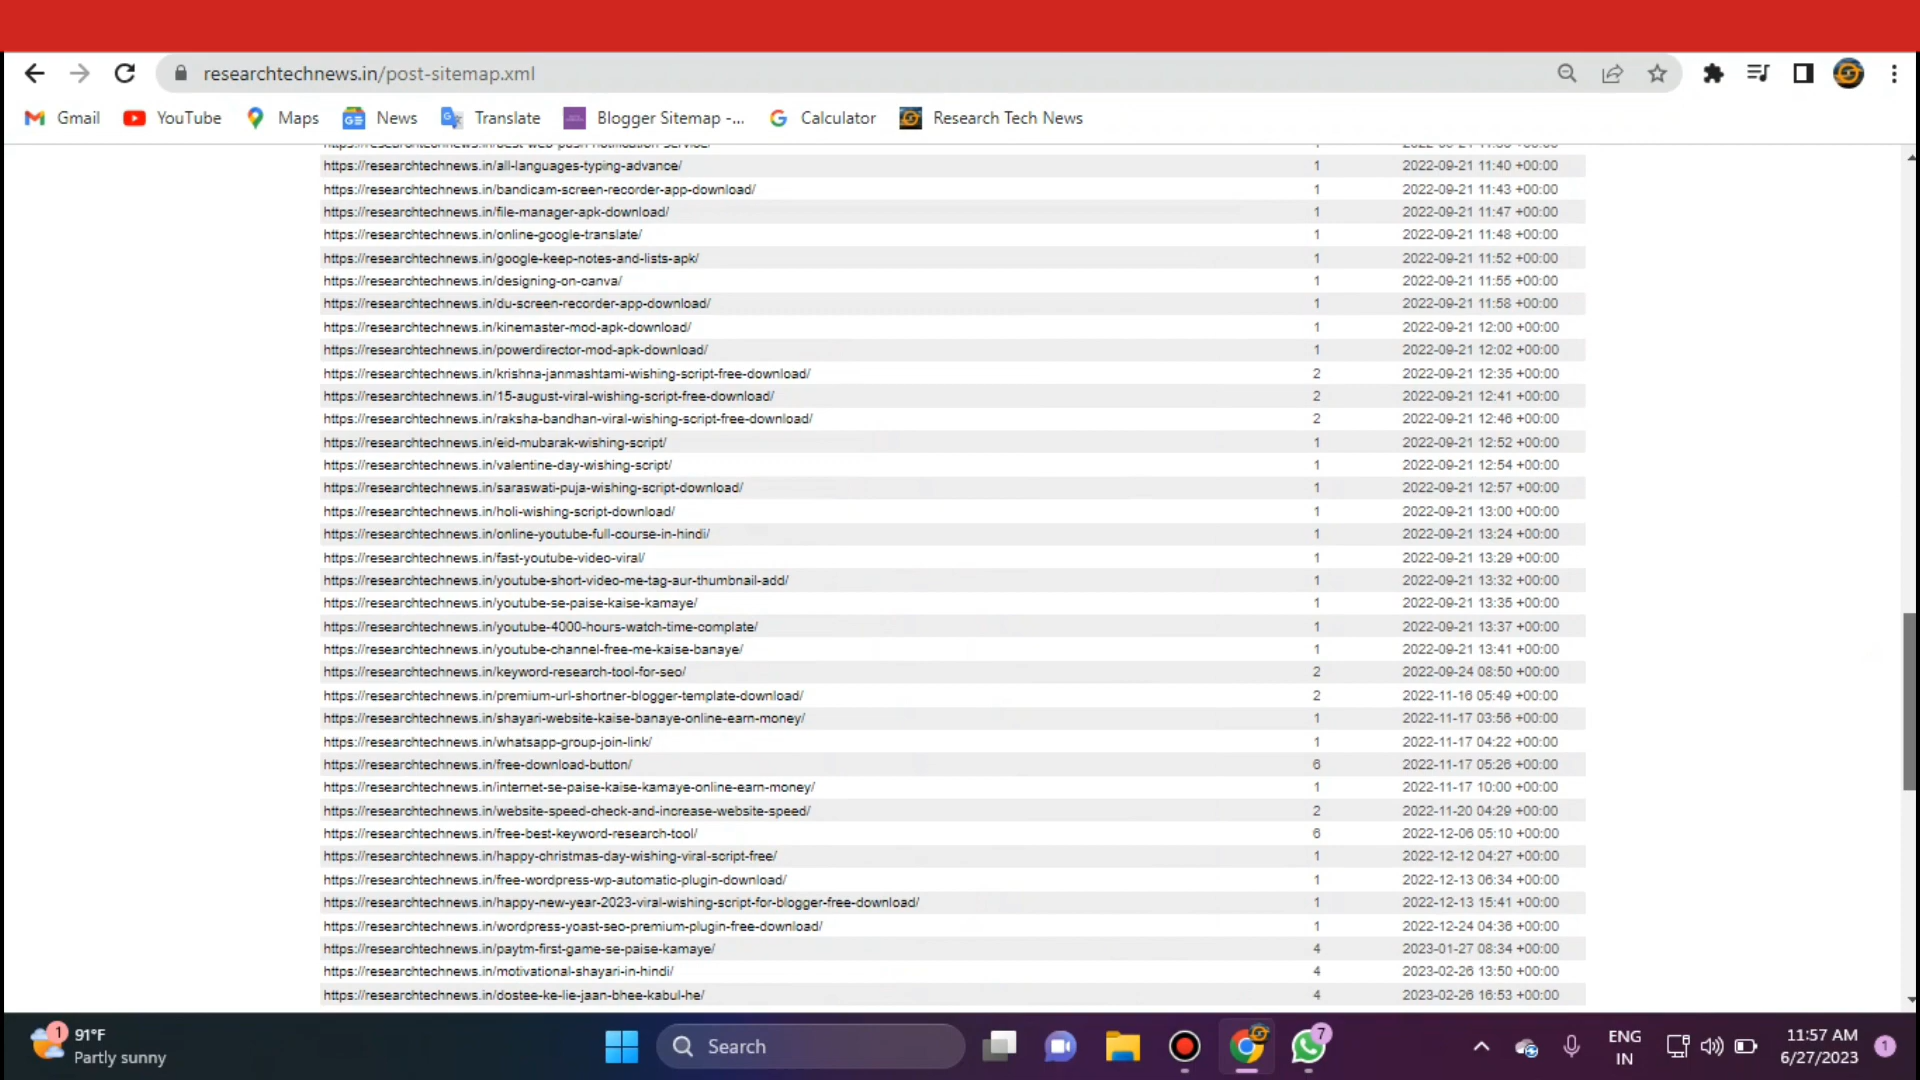 researchtechnews.in/post-sitemap.xml
Gmail YouTube Maps News Translate Blogger Sitemap -... Calculator Research Tech News
https://researchtechnews.in/all-languages-typing-advance/ 1 2022-09-21 11:40 +00:00
https://researchtechnews.in/bandicam-screen-recorder-app-download/ 1 2022-09-21 11:43 +00:00
https://researchtechnews.in/file-manager-apk-download/ 1 2022-09-21 11:47 +00:00
https://researchtechnews.in/online-google-translate/ 1 2022-09-21 11:48 +00:00
https://researchtechnews.in/google-keep-notes-and-lists-apk/ 1 2022-09-21 11:52 +00:00
https://researchtechnews.in/designing-on-canva/ 1 2022-09-21 11:55 +00:00
https://researchtechnews.in/du-screen-recorder-app-download/ 1 2022-09-21 11:58 +00:00
https://researchtechnews.in/kinemaster-mod-apk-download/ 1 2022-09-21 12:00 +00:00
https://researchtechnews.in/powerdirector-mod-apk-download/ 1 2022-09-21 12:02 +00:00
https://researchtechnews.in/krishna-janmashtami-wishing-script-free-download/ 2 2022-09-21 12:35 +00:00
https://researchtechnews.in/15-august-viral-wishing-script-free-download/ 2 2022-09-21 12:41 +00:00
https://researchtechnews.in/raksha-bandhan-viral-wishing-script-free-download/ 2 2022-09-21 12:46 +00:00
https://researchtechnews.in/eid-mubarak-wishing-script/ 1 2022-09-21 12:52 +00:00
https://researchtechnews.in/valentine-day-wishing-script/ 1 2022-09-21 12:54 +00:00
https://researchtechnews.in/saraswati-puja-wishing-script-download/ 1 2022-09-21 12:57 +00:00
https://researchtechnews.in/holi-wishing-script-download/ 1 2022-09-21 13:00 +00:00
https://researchtechnews.in/online-youtube-full-course-in-hindi/ 1 2022-09-21 13:24 +00:00
https://researchtechnews.in/fast-youtube-video-viral/ 1 2022-09-21 13:29 +00:00
https://researchtechnews.in/youtube-short-video-me-tag-aur-thumbnail-add/ 1 2022-09-21 13:32 +00:00
https://researchtechnews.in/youtube-se-paise-kaise-kamaye/ 1 2022-09-21 13:35 +00:00
https://researchtechnews.in/youtube-4000-hours-watch-time-complate/ 1 2022-09-21 13:37 +00:00
https://researchtechnews.in/youtube-channel-free-me-kaise-banaye/ 1 2022-09-21 13:41 +00:00
https://researchtechnews.in/keyword-research-tool-for-seo/ 2 2022-09-24 08:50 +00:00
https://researchtechnews.in/premium-url-shortner-blogger-template-download/ 2 2022-11-16 05:49 +00:00
https://researchtechnews.in/shayari-website-kaise-banaye-online-earn-money/ 1 2022-11-17 03:56 +00:00
https://researchtechnews.in/whatsapp-group-join-link/ 1 2022-11-17 04:22 +00:00
https://researchtechnews.in/free-download-button/ 6 2022-11-17 05:26 +00:00
https://researchtechnews.in/internet-se-paise-kaise-kamaye-online-earn-money/ 1 2022-11-17 10:00 +00:00
https://researchtechnews.in/website-speed-check-and-increase-website-speed/ 2 2022-11-20 04:29 +00:00
https://researchtechnews.in/free-best-keyword-research-tool/ 6 2022-12-06 05:10 +00:00
https://researchtechnews.in/happy-christmas-day-wishing-viral-script-free/ 1 2022-12-12 04:27 +00:00
https://researchtechnews.in/free-wordpress-wp-automatic-plugin-download/ 1 2022-12-13 06:34 +00:00
https://researchtechnews.in/happy-new-year-2023-viral-wishing-script-for-blogger-free-download/ 1 2022-12-13 15:41 +00:00
https://researchtechnews.in/wordpress-yoast-seo-premium-plugin-free-download/ 1 2022-12-24 04:36 +00:00
https://researchtechnews.in/paytm-first-game-se-paise-kamaye/ 4 2023-01-27 08:34 +00:00
https://researchtechnews.in/motivational-shayari-in-hindi/ 4 2023-02-26 13:50 +00:00
https://researchtechnews.in/dostee-ke-lie-jaan-bhee-kabul-he/ 4 2023-02-26 16:53 +00:00
1 91°F
Partly sunny
Search
7
ENG
IN
11:57 AM
6/27/2023
1